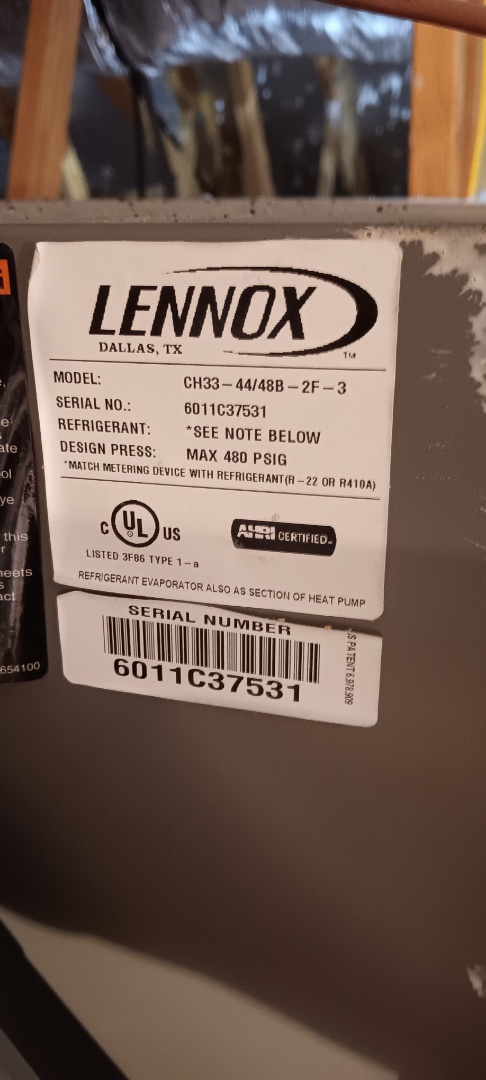 LENNOX
DALLAS, TX
TM
MODEL: CH33-44/48B-2F-3
SERIAL NO.: 6011C37531
REFRIGERANT: *SEE NOTE BELOW
DESIGN PRESS: MAX 480 PSIG
*MATCH METERING DEVICE WITH REFRIGERANT(R-22 OR R410A)
C UL US
AHRI CERTIFIED
LISTED 3F86 TYPE 1-a
REFRIGERANT EVAPORATOR ALSO AS SECTION OF HEAT PUMP
SERIAL NUMBER
6011C37531
PATENT 6,978,909
this
654100